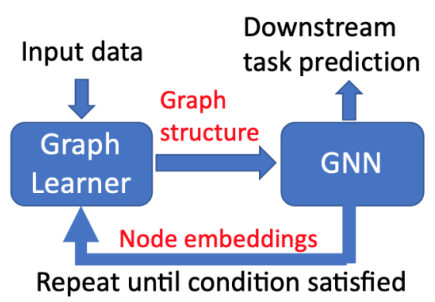 Input data
Downstream
task prediction
Graph
structure
Graph
Learner
GNN
Node embeddings
Repeat until condition satisfied